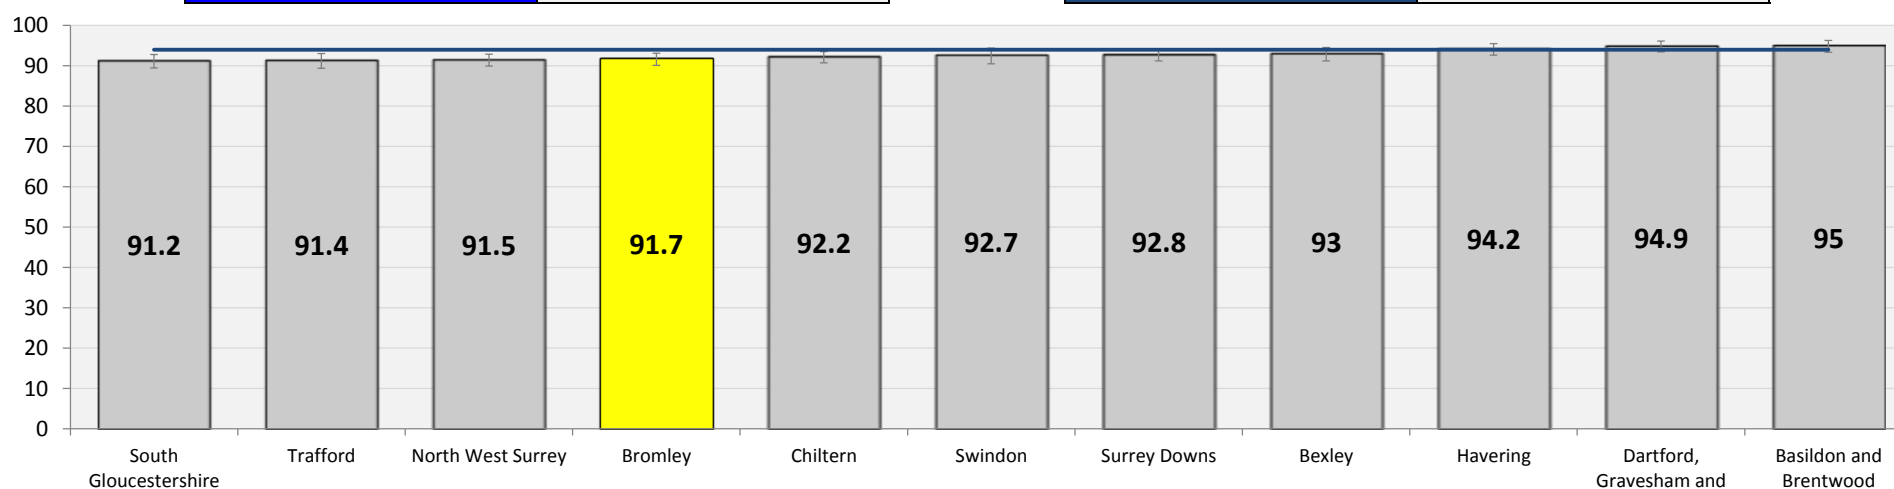 100
90
80
70
60
50
40
30
20
10
0
91.2
91.4
91.5
91.7
92.2
92.7
92.8
93
94.2
94.9
95
South
Gloucestershire
Trafford
North West Surrey
Bromley
Chiltern
Swindon
Surrey Downs
Bexley
Havering
Dartford,
Gravesham and
Basildon and
Brentwood